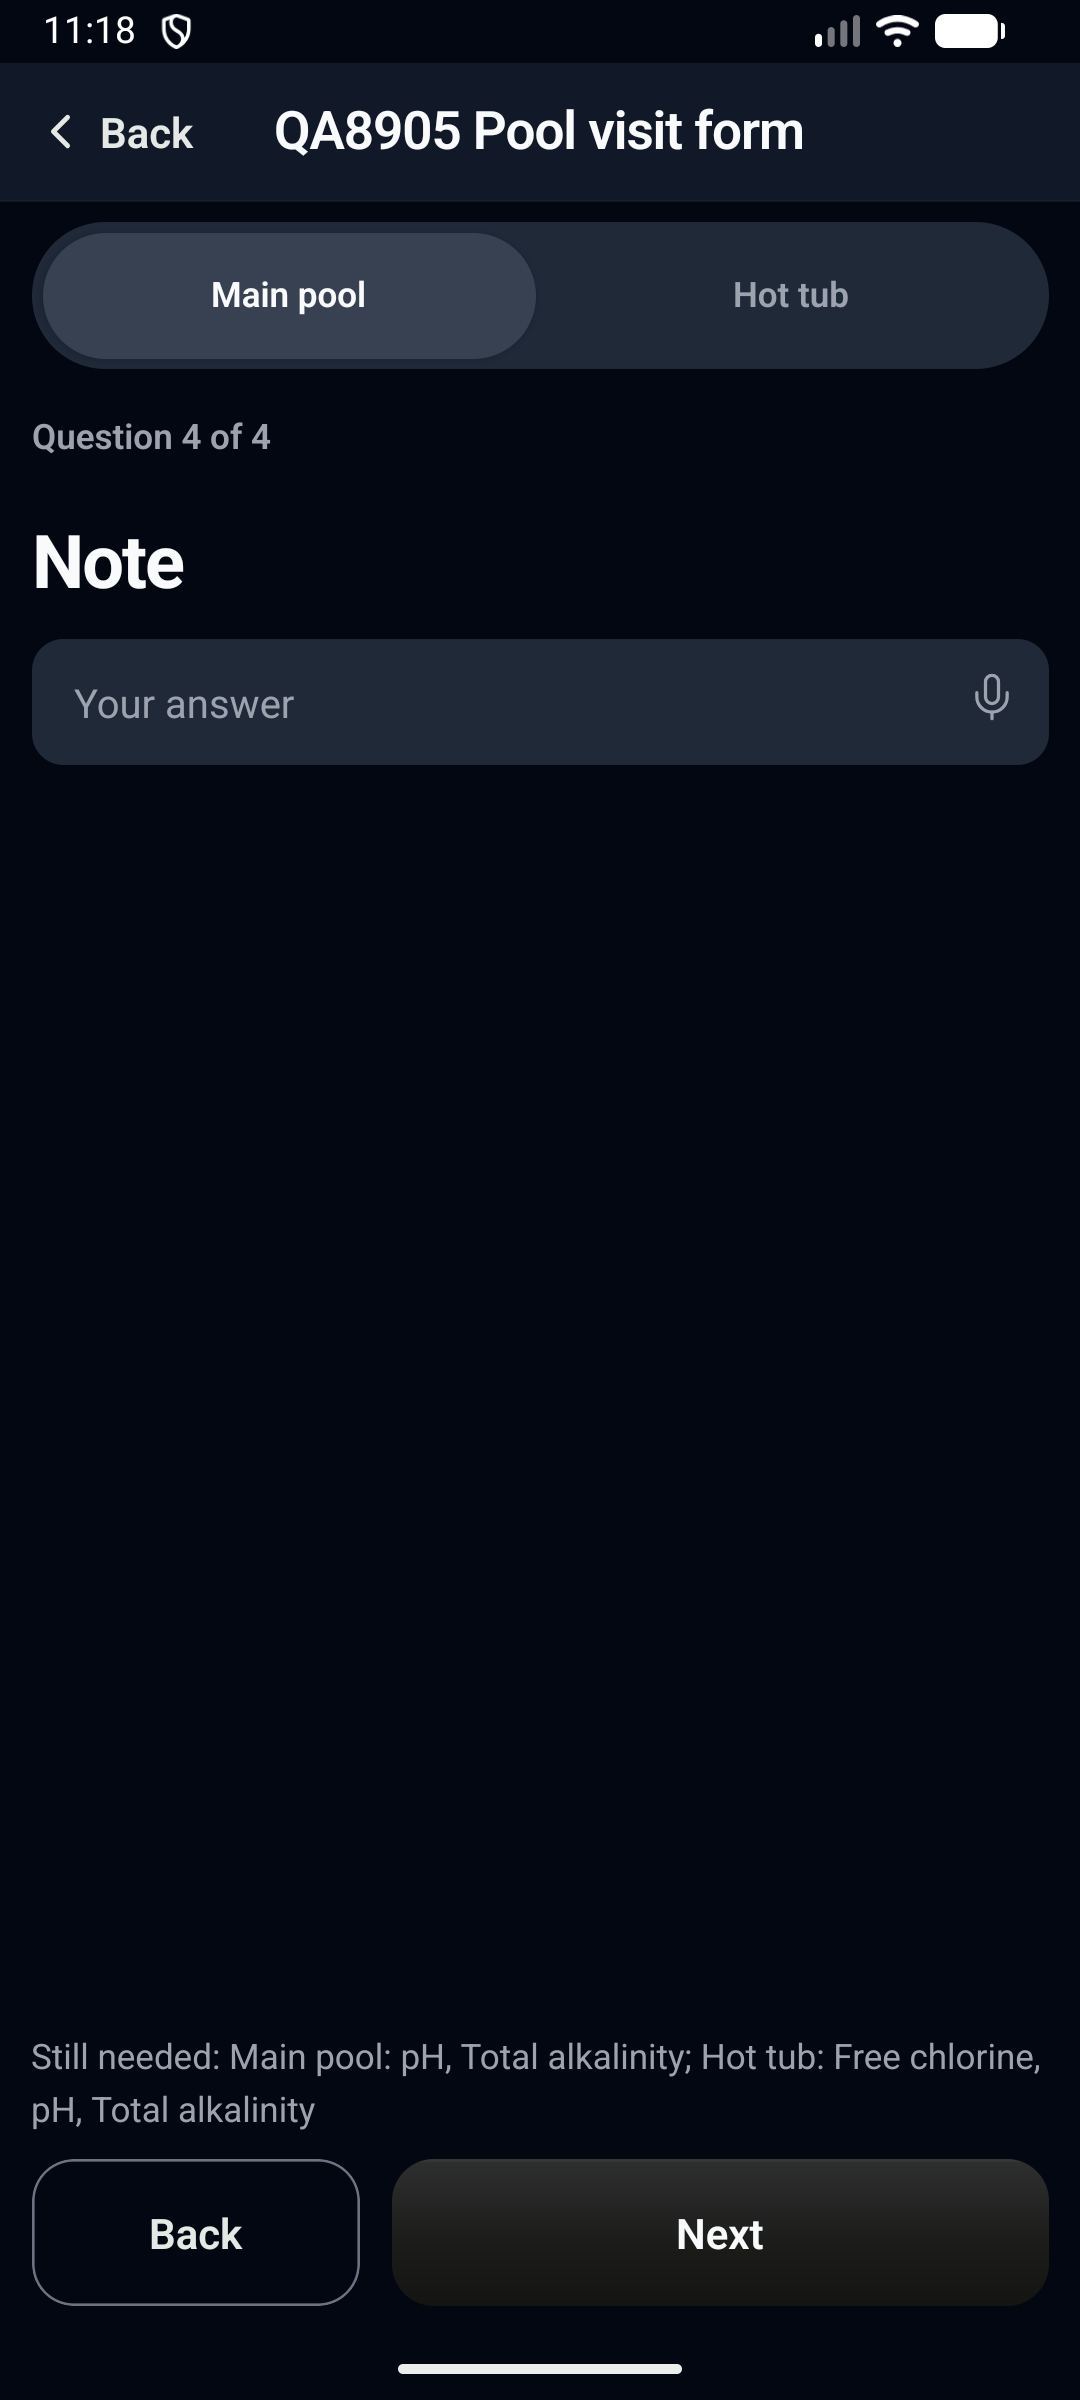 11:18
Back
QA8905 Pool visit form
Main pool
Hot tub
Question 4 of 4
Note
Your answer
Still needed: Main pool: pH, Total alkalinity; Hot tub: Free chlorine,
pH, Total alkalinity
Back
Next